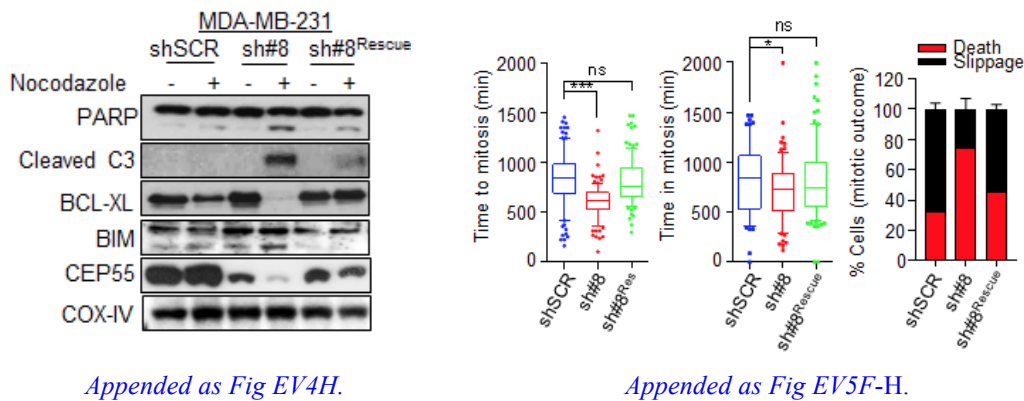 MDA-MB-231
shSCR sh#8 sh#8Rescue
Nocodazole - + - + - +
PARP
Cleaved C3
BCL-XL
BIM
CEP55
COX-IV
Appended as Fig EV4H.
Time to mitosis (min)
2000
1500
1000
500
0
ns
***
shSCR
sh#8
sh#8Res
Time in mitosis (min)
2000
1500
1000
500
0
ns
*
shSCR
sh#8
sh#8Rescue
Death
Slippage
% Cells (mitotic outcome)
120
100
80
60
40
20
0
shSCR
sh#8
sh#8Rescue
Appended as Fig EV5F-H.